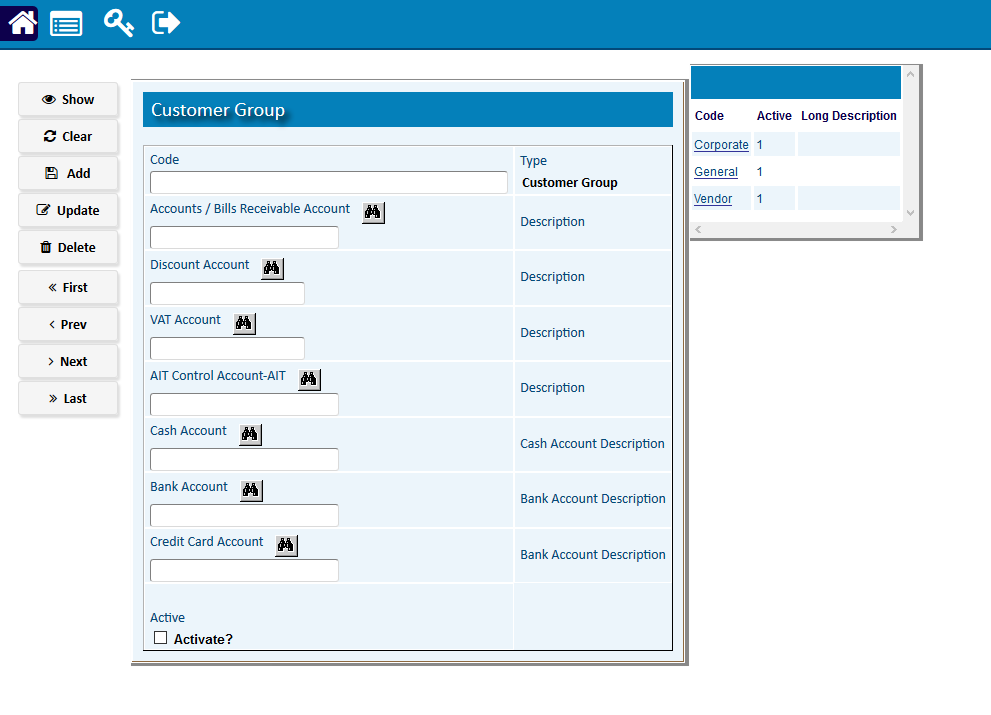 Show
Clear
Add
Update
Delete
« First
‹ Prev
› Next
» Last
Customer Group
Code
Type
Customer Group
Accounts / Bills Receivable Account
Description
Discount Account
Description
VAT Account
Description
AIT Control Account-AIT
Description
Cash Account
Cash Account Description
Bank Account
Bank Account Description
Credit Card Account
Bank Account Description
Active
Activate?
Code Active Long Description
Corporate 1
General 1
Vendor 1